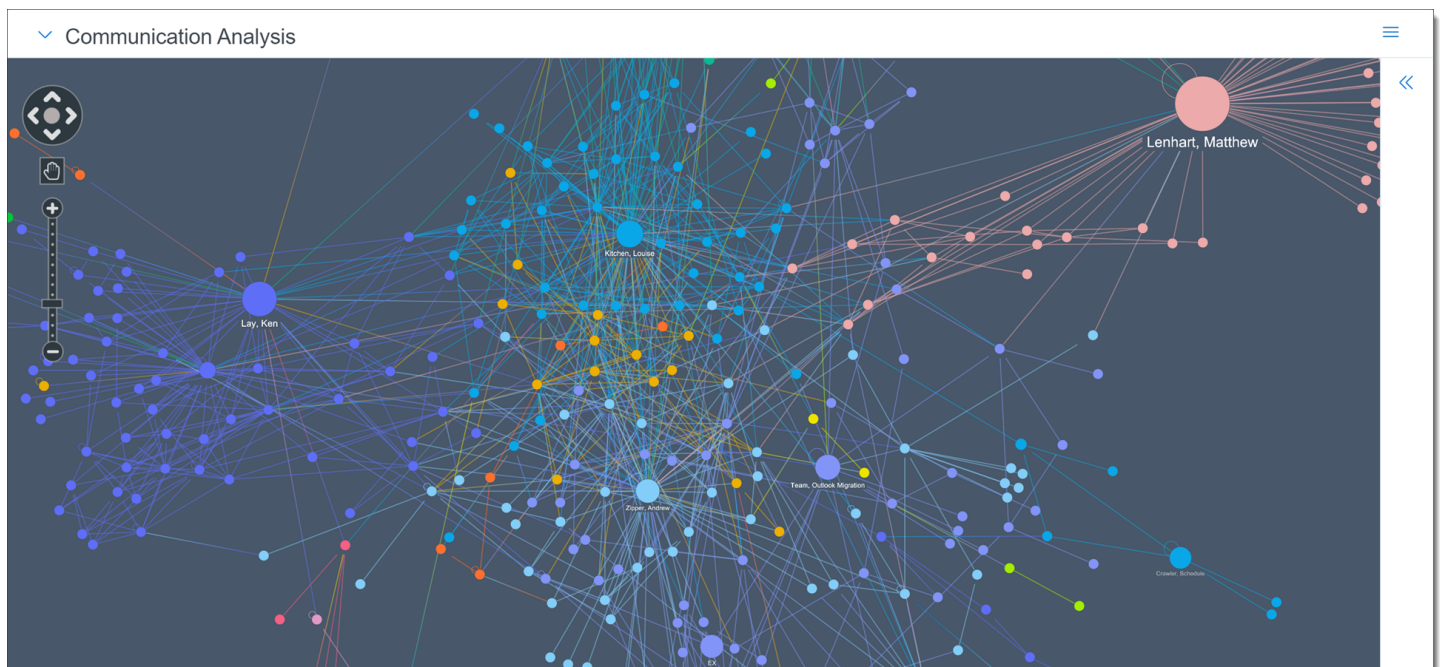 Communication Analysis
Lenhart, Matthew
Kitchen, Louise
Lay, Ken
Team, Outlook Migration
Zipper, Andrew
Crawler, Schedule
EX